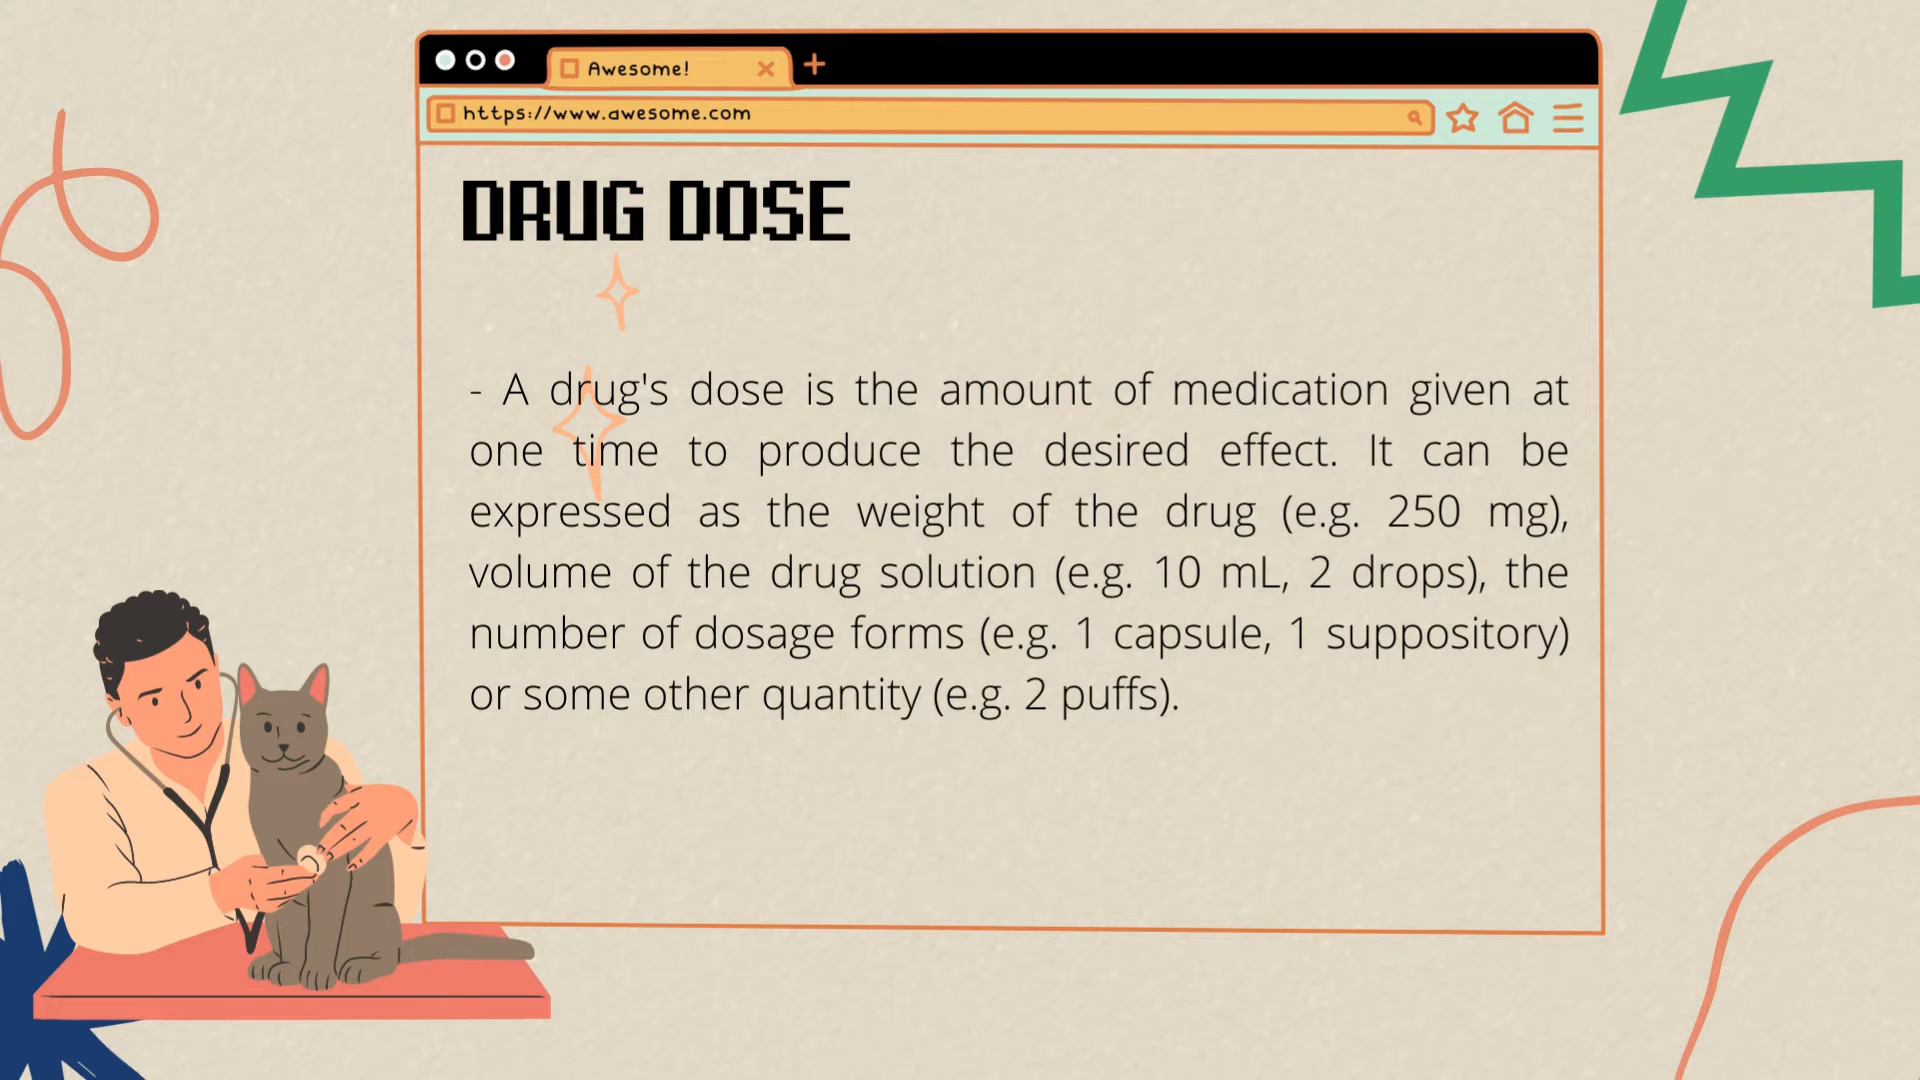 Awesome!
https://www.awesome.com
DRUG DOSE
- A drug's dose is the amount of medication given at
one time to produce the desired effect. It can be
expressed as the weight of the drug (e.g. 250 mg),
volume of the drug solution (e.g. 10 mL, 2 drops), the
number of dosage forms (e.g. 1 capsule, 1 suppository)
or some other quantity (e.g. 2 puffs).